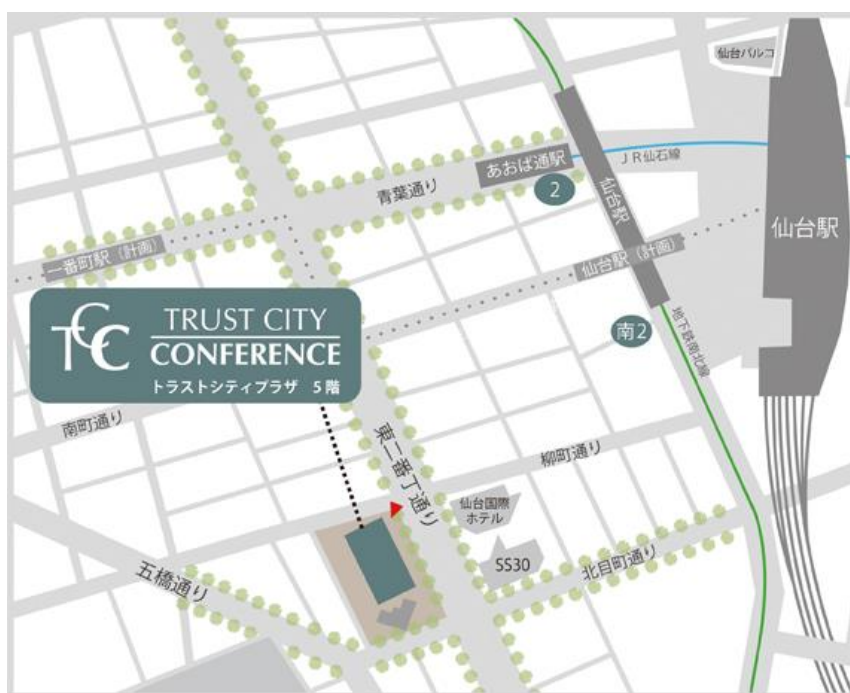 仙台パルコ
あおば通駅
JR仙石線
2
青葉通り
仙台駅
仙台駅
一番町駅（計画）
仙台駅（計画）
TCC
TRUST CITY
CONFERENCE
トラストシティプラザ 5階
南2
地下鉄南北線
南町通り
東二番丁通り
柳町通り
仙台国際
ホテル
SS30
北目町通り
五橋通り